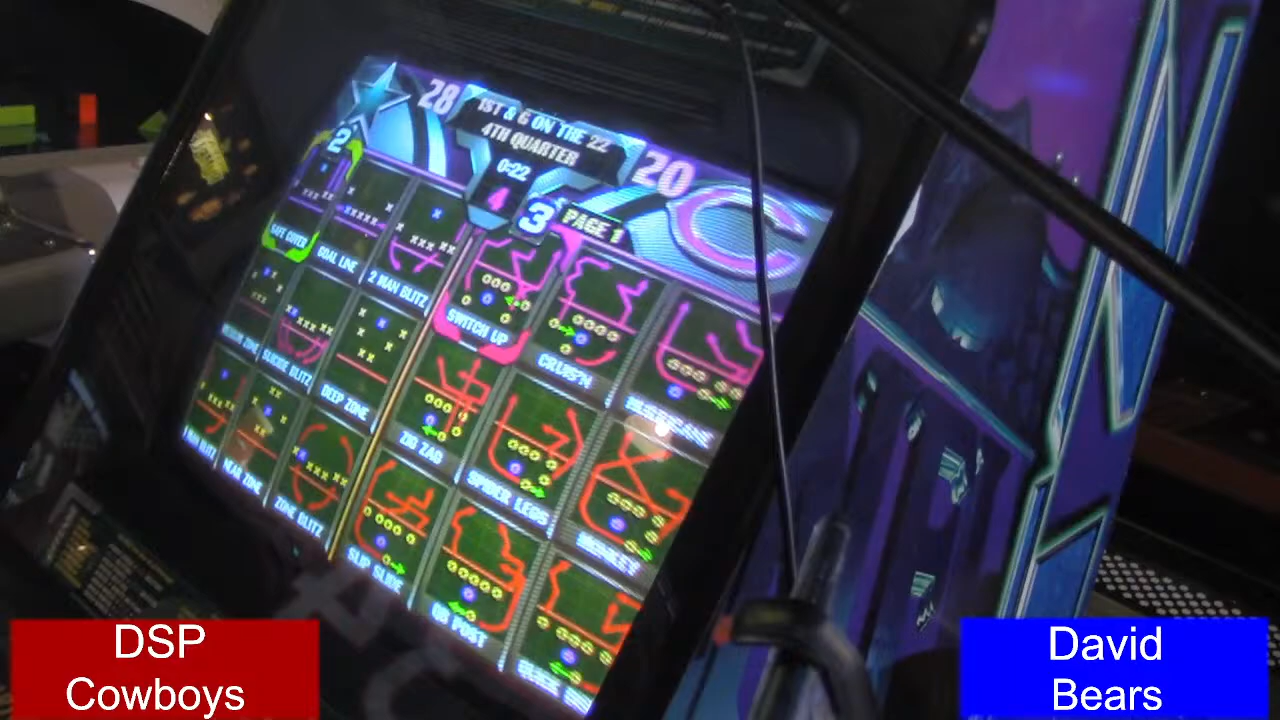 28
1ST & G ON THE 22
4TH QUARTER
0:22
20
2
4
3
PAGE 1
SAFE COVER
GOAL LINE
2 MAN BLITZ
SWITCH UP
CRUIS'N
MEDIUM ZONE
SUICIDE BLITZ
DEEP ZONE
ZIG ZAG
SPIDER LEGS
MONKEY
NEAR ZONE
ZONE BLITZ
SLIP SLIDE
QB POST
DSP
Cowboys
David
Bears